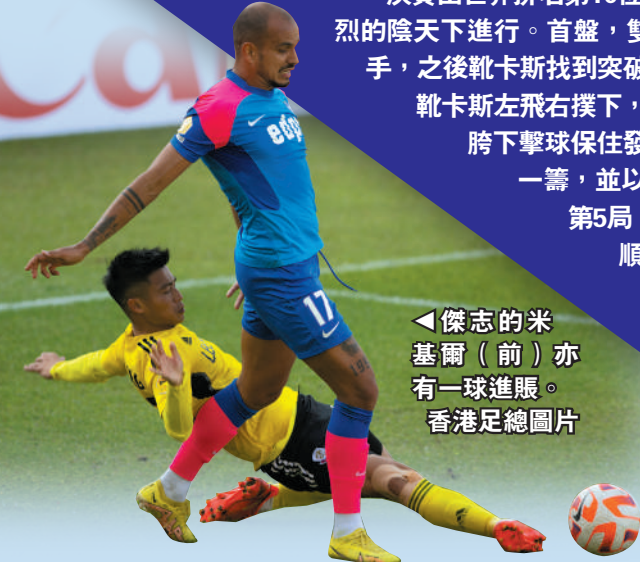 烈的陰天下進行。首盤，雙
手，之後靴卡斯找到突破
靴卡斯左飛右撲下，
胯下擊球保住發
一籌，並以
第5局
順
◀傑志的米
基爾（前）亦
有一球進賬。
香港足總圖片
17